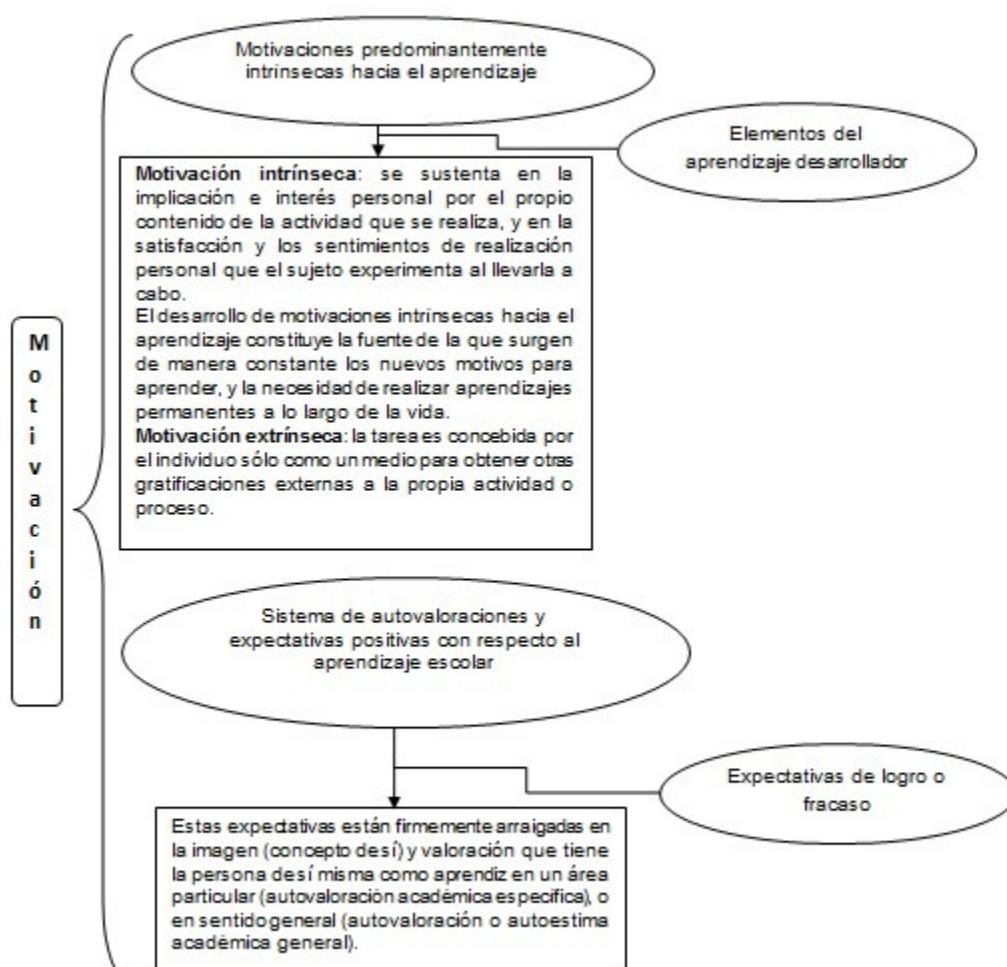 Motivaciones predominantemente
intrínsecas hacia el aprendizaje
Elementos del
aprendizaje desarrollador
Motivación intrínseca: se sustenta en la
implicación e interés personal por el propio
contenido de la actividad que se realiza, y en la
satisfacción y los sentimientos de realización
personal que el sujeto experimenta al llevarla a
cabo.
El desarrollo de motivaciones intrínsecas hacia el
aprendizaje constituye la fuente de la que surgen
de manera constante los nuevos motivos para
aprender, y la necesidad de realizar aprendizajes
permanentes a lo largo de la vida.
Motivación extrínseca: la tarea es concebida por
el individuo sólo como un medio para obtener otras
gratificaciones externas a la propia actividad o
proceso.
Motivación
Sistema de autovaloraciones y
expectativas positivas con respecto al
aprendizaje escolar
Expectativas de logro o
fracaso
Estas expectativas están firmemente arraigadas en
la imagen (concepto de sí) y valoración que tiene
la persona de sí misma como aprendiz en un área
particular (autovaloración académica específica), o
en sentido general (autovaloración o autoestima
académica general).